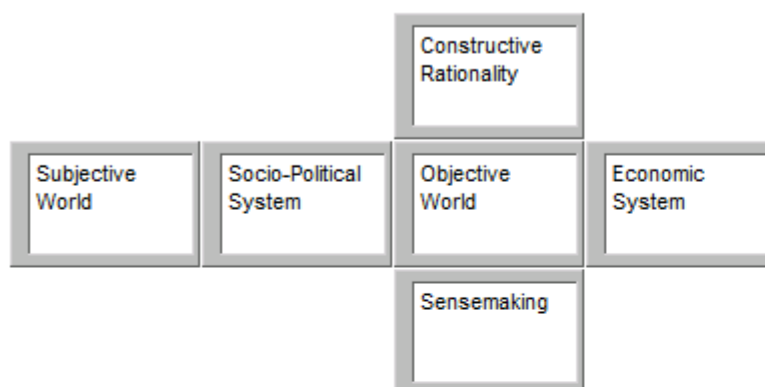 Constructive
Rationality
Subjective
World
Socio-Political
System
Objective
World
Economic
System
Sensemaking